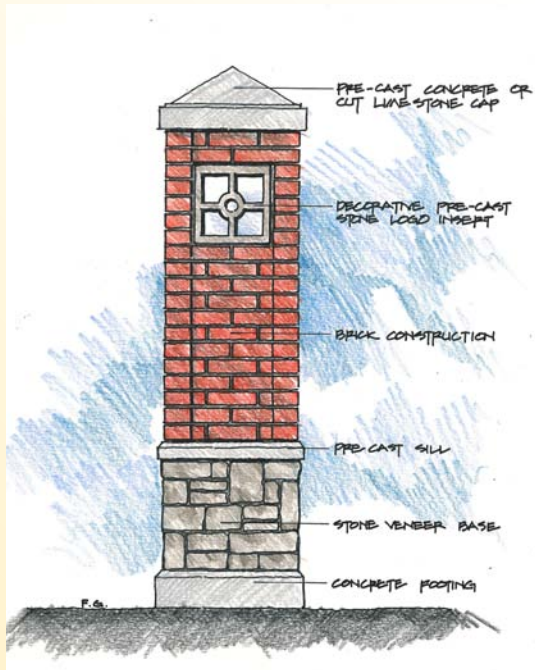 PRE-CAST CONCRETE OR
CUT LIMESTONE CAP
DECORATIVE PRE-CAST
STONE LOGO INSERT
BRICK CONSTRUCTION
PRE CAST SILL
STONE VENEER BASE
CONCRETE FOOTING
F.G.